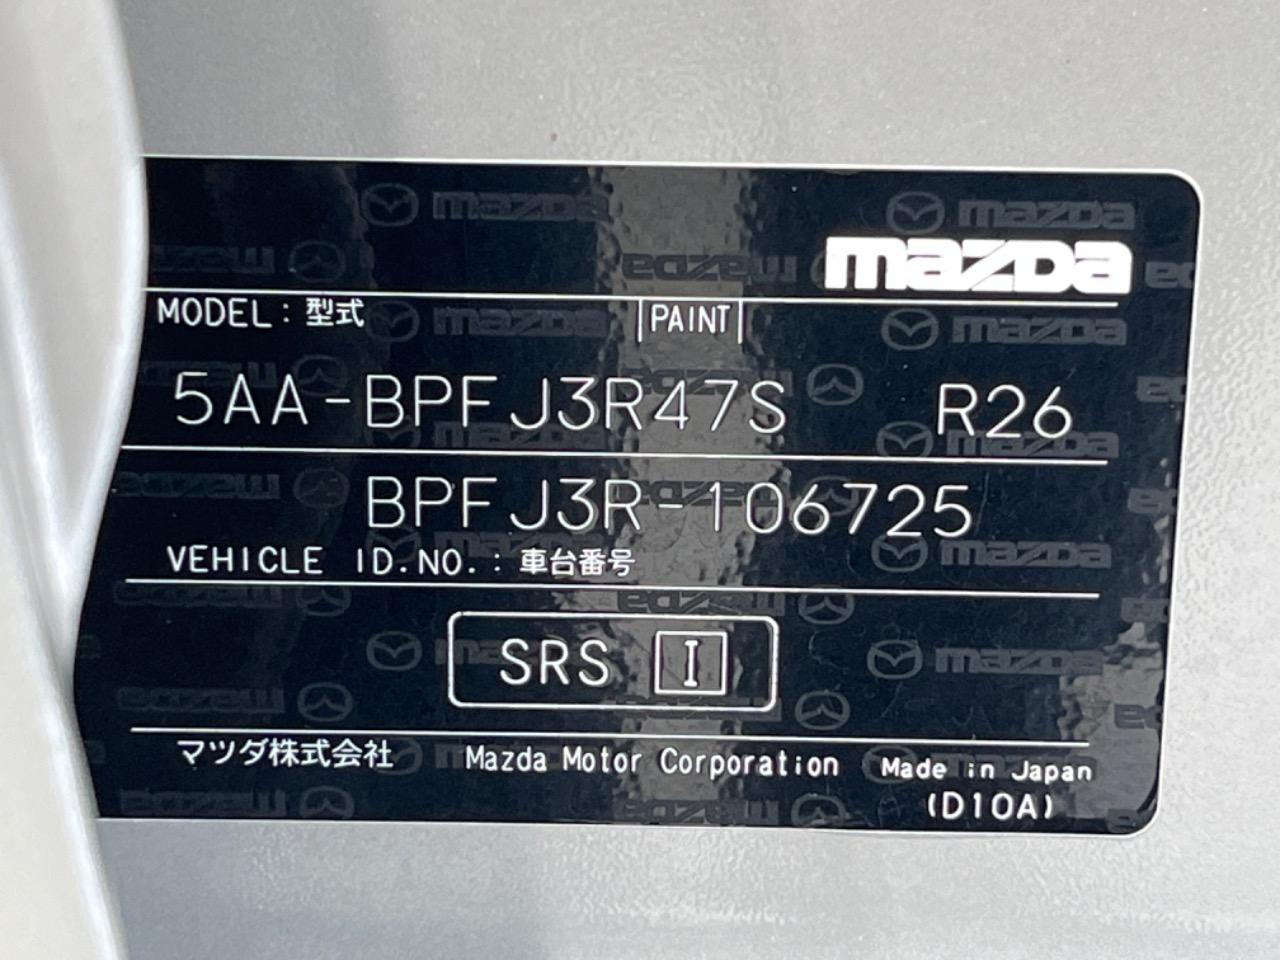 mazda
MODEL : 型式 PAINT
5AA-BPFJ3R47S R26
BPFJ3R-106725
VEHICLE ID.NO. : 車台番号
SRS I
マツダ株式会社 Mazda Motor Corporation Made in Japan
(D10A)